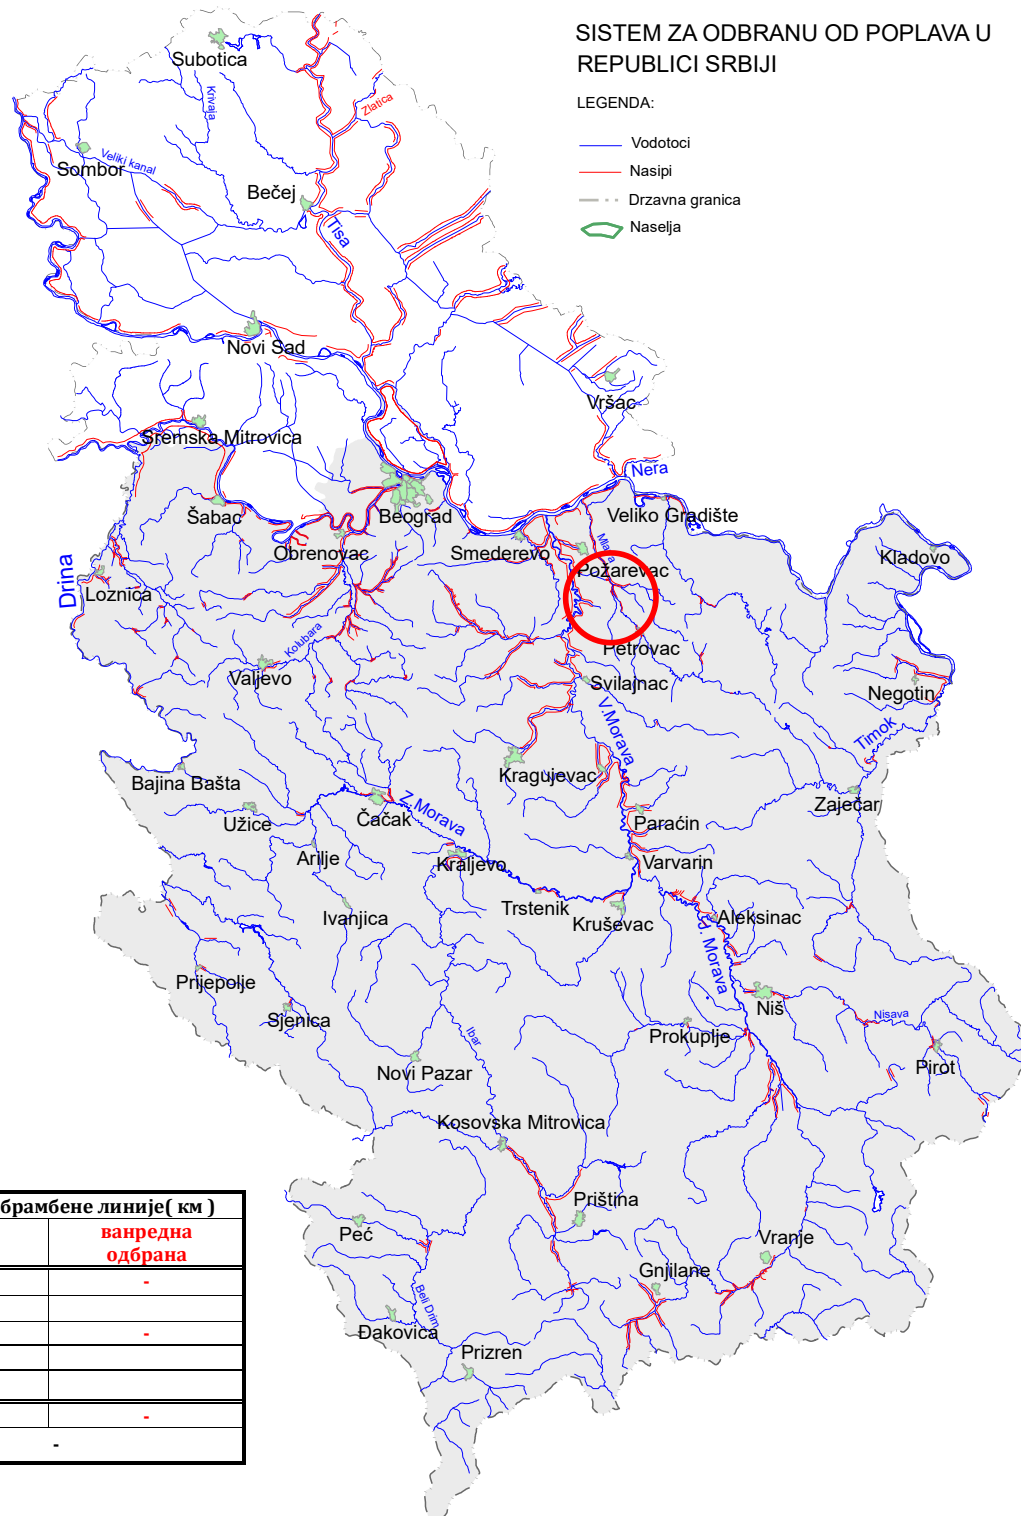 SISTEM ZA ODBRANU OD POPLAVA U
REPUBLICI SRBIJI
LEGENDA:
Vodotoci
Nasipi
Drzavna granica
Naselja
Subotica
Krivaja
Zlatica
Sombor
Veliki kanal
Bečej
Tisa
Novi Sad
Vršac
Sremska Mitrovica
Nera
Šabac
Beograd
Veliko Gradište
Obrenovac
Smederevo
Kladovo
Drina
Požarevac
Loznica
Kolubara
Petrovac
Valjevo
Svilajnac
Negotin
V.Morava
Timok
Bajina Bašta
Kragujevac
Zaječar
Užice
Čačak
Z.Morava
Paraćin
Arilje
Kraljevo
Varvarin
Ivanjica
Trstenik
Kruševac
Aleksinac
J. Morava
Prijepolje
Sjenica
Niš
Nisava
Ibar
Prokuplje
Pirot
Novi Pazar
Kosovska Mitrovica
Priština
Peć
Vranje
Gnjilane
Beli Drim
Đakovica
Prizren
брамбене линије( км )
ванредна
одбрана
-
-
-
-